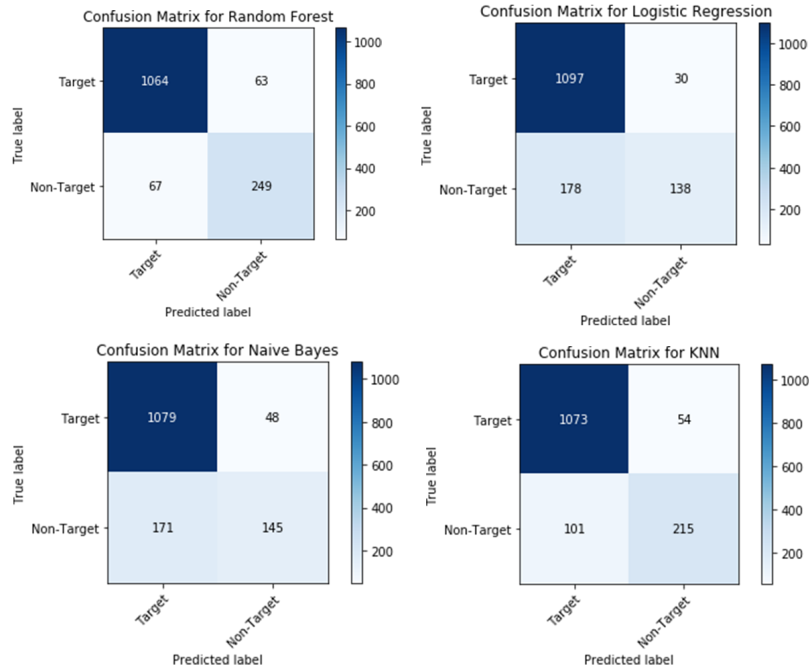 Confusion Matrix for Random Forest
True label
Target
Non-Target
1064
63
67
249
Target
Non-Target
Predicted label
1000
800
600
400
200
Confusion Matrix for Logistic Regression
True label
Target
Non-Target
1097
30
178
138
Target
Non-Target
Predicted label
1000
800
600
400
200
Confusion Matrix for Naive Bayes
True label
Target
Non-Target
1079
48
171
145
Target
Non-Target
Predicted label
1000
800
600
400
200
Confusion Matrix for KNN
True label
Target
Non-Target
1073
54
101
215
Target
Non-Target
Predicted label
1000
800
600
400
200